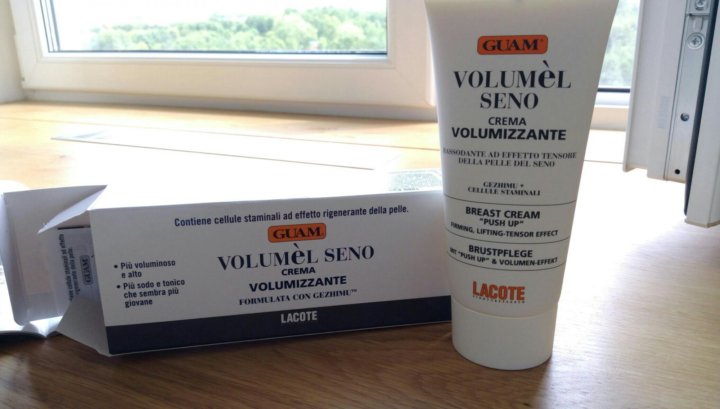 Contiene cellule staminali ad effetto rigenerante della pelle.
GUAM
VOLUMÈL SENO
CREMA
VOLUMIZZANTE
FORMULATA CON GEZHIMU™
• Più voluminoso
e alto
• Più sodo e tonico
che sembra più
giovane
LACOTE
GUAM
GUAM
VOLUMÈL
SENO
CREMA
VOLUMIZZANTE
RASSODANTE AD EFFETTO TENSORE
DELLA PELLE DEL SENO
GEZHIMU +
CELLULE STAMINALI
BREAST CREAM
"PUSH UP"
FIRMING, LIFTING-TENSOR EFFECT
BRUSTPFLEGE
MIT "PUSH UP" & VOLUMEN-EFFEKT
LACOTE